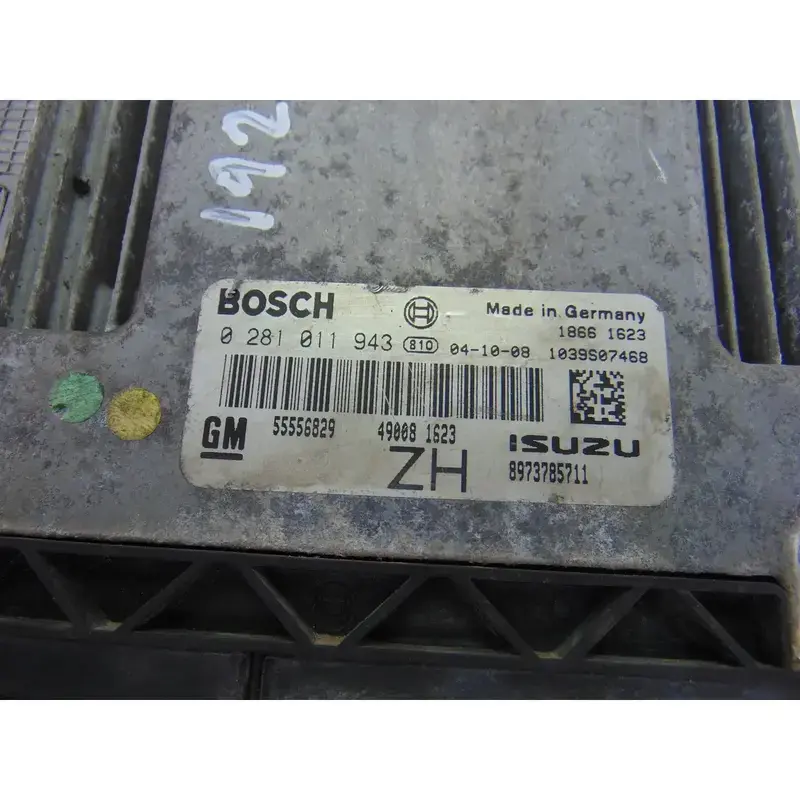 192
BOSCH Made in Germany
1866 1623
0 281 011 943 810 04-10-08 1039S07468
GM 55556829 49008 1623 ISUZU
ZH 8973785711